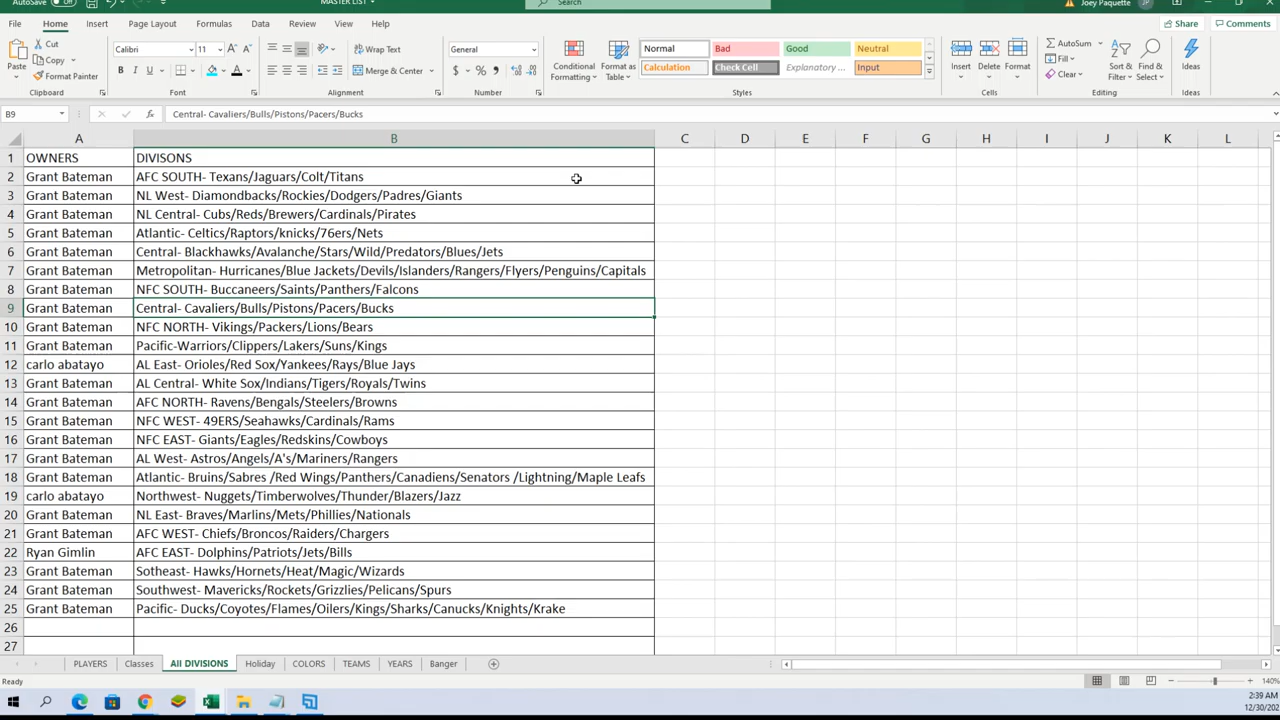 AutoSave Off MASTER LIST Search Joey Paquette
File Home Insert Page Layout Formulas Data Review View Help Share Comments
Paste Cut Copy Format Painter Clipboard
Calibri 11 B I U Font
Wrap Text Merge & Center Alignment
General $ % Number
Conditional Formatting Format as Table
Normal Bad Good Neutral
Calculation Check Cell Explanatory ... Input
Styles
Insert Delete Format Cells
AutoSum Fill Clear Sort & Filter Find & Select Editing
Ideas Ideas
B9 fx Central- Cavaliers/Bulls/Pistons/Pacers/Bucks
A B C D E F G H I J K L
1 OWNERS DIVISONS
2 Grant Bateman AFC SOUTH- Texans/Jaguars/Colt/Titans
3 Grant Bateman NL West- Diamondbacks/Rockies/Dodgers/Padres/Giants
4 Grant Bateman NL Central- Cubs/Reds/Brewers/Cardinals/Pirates
5 Grant Bateman Atlantic- Celtics/Raptors/knicks/76ers/Nets
6 Grant Bateman Central- Blackhawks/Avalanche/Stars/Wild/Predators/Blues/Jets
7 Grant Bateman Metropolitan- Hurricanes/Blue Jackets/Devils/Islanders/Rangers/Flyers/Penguins/Capitals
8 Grant Bateman NFC SOUTH- Buccaneers/Saints/Panthers/Falcons
9 Grant Bateman Central- Cavaliers/Bulls/Pistons/Pacers/Bucks
10 Grant Bateman NFC NORTH- Vikings/Packers/Lions/Bears
11 Grant Bateman Pacific-Warriors/Clippers/Lakers/Suns/Kings
12 carlo abatayo AL East- Orioles/Red Sox/Yankees/Rays/Blue Jays
13 Grant Bateman AL Central- White Sox/Indians/Tigers/Royals/Twins
14 Grant Bateman AFC NORTH- Ravens/Bengals/Steelers/Browns
15 Grant Bateman NFC WEST- 49ERS/Seahawks/Cardinals/Rams
16 Grant Bateman NFC EAST- Giants/Eagles/Redskins/Cowboys
17 Grant Bateman AL West- Astros/Angels/A's/Mariners/Rangers
18 Grant Bateman Atlantic- Bruins/Sabres /Red Wings/Panthers/Canadiens/Senators /Lightning/Maple Leafs
19 carlo abatayo Northwest- Nuggets/Timberwolves/Thunder/Blazers/Jazz
20 Grant Bateman NL East- Braves/Marlins/Mets/Phillies/Nationals
21 Grant Bateman AFC WEST- Chiefs/Broncos/Raiders/Chargers
22 Ryan Gimlin AFC EAST- Dolphins/Patriots/Jets/Bills
23 Grant Bateman Sotheast- Hawks/Hornets/Heat/Magic/Wizards
24 Grant Bateman Southwest- Mavericks/Rockets/Grizzlies/Pelicans/Spurs
25 Grant Bateman Pacific- Ducks/Coyotes/Flames/Oilers/Kings/Sharks/Canucks/Knights/Krake
26
27
PLAYERS Classes All DIVISIONS Holiday COLORS TEAMS YEARS Banger
Ready 140%
2:39 AM
12/30/202